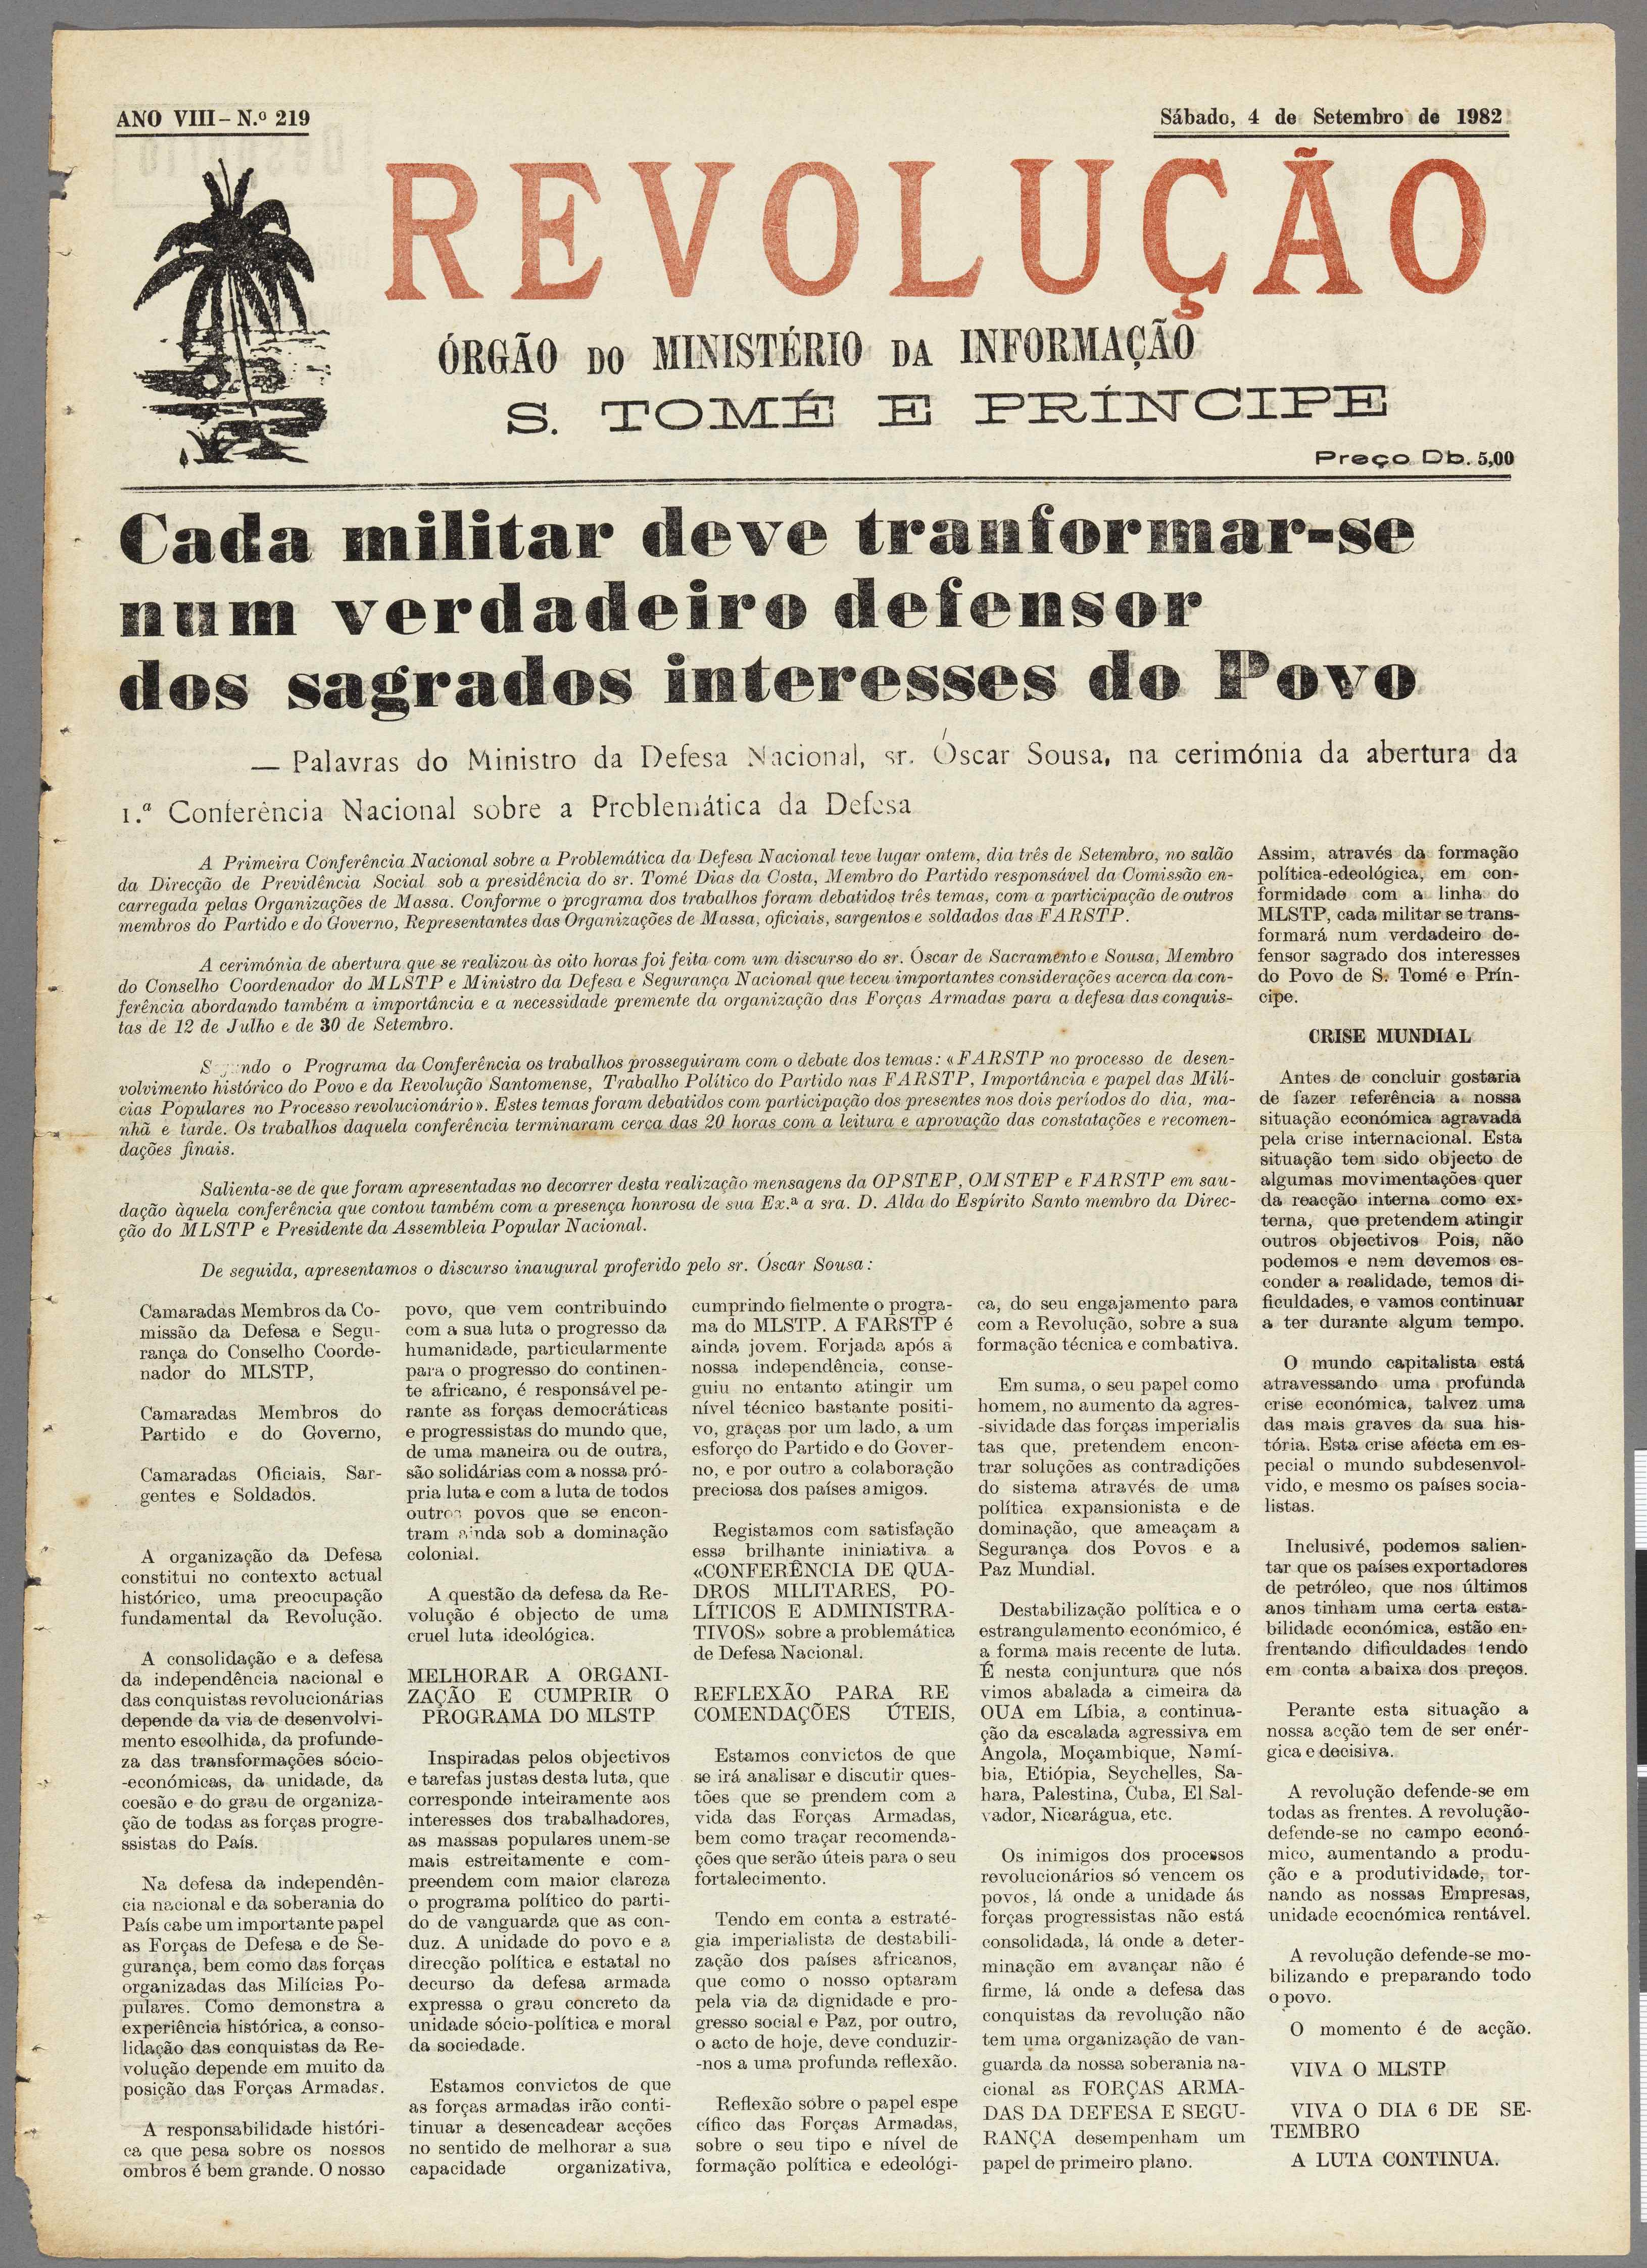 ANO VIII – N.º 219
Sábado, 4 de Setembro de 1982
REVOLUÇÃO
ÓRGÃO DO MINISTÉRIO DA INFORMAÇÃO
S. TOMÉ E PRÍNCIPE
Preço Db. 5,00
Cada militar deve tranformar-se
num verdadeiro defensor
dos sagrados interesses do Povo
— Palavras do Ministro da Defesa Nacional, sr. Óscar Sousa, na cerimónia da abertura da
1.ª Conferência Nacional sobre a Problemática da Defesa
A Primeira Conferência Nacional sobre a Problemática da Defesa Nacional teve lugar ontem, dia três de Setembro, no salão
da Direcção de Previdência Social sob a presidência do sr. Tomé Dias da Costa, Membro do Partido responsável da Comissão en-
carregada pelas Organizações de Massa. Conforme o programa dos trabalhos foram debatidos três temas, com a participação de outros
membros do Partido e do Governo, Representantes das Organizações de Massa, oficiais, sargentos e soldados das FARSTP.
A cerimónia de abertura que se realizou às oito horas foi feita com um discurso do sr. Óscar de Sacramento e Sousa, Membro
do Conselho Coordenador do MLSTP e Ministro da Defesa e Segurança Nacional que teceu importantes considerações acerca da con-
ferência abordando também a importância e a necessidade premente da organização das Forças Armadas para a defesa das conquis-
tas de 12 de Julho e de 30 de Setembro.
o Programa da Conferência os trabalhos prosseguiram com o debate dos temas: «FARSTP no processo de desen-
volvimento histórico do Povo e da Revolução Santomense, Trabalho Político do Partido nas FARSTP, Importância e papel das Milí-
cias Populares no Processo revolucionário». Estes temas foram debatidos com participação dos presentes nos dois períodos do dia, ma-
nhã e tarde. Os trabalhos daquela conferência terminaram cerca das 20 horas com a leitura e aprovação das constatações e recomen-
dações finais.
Salienta-se de que foram apresentadas no decorrer desta realização mensagens da OPSTEP, OMSTEP e FARSTP em sau-
dação àquela conferência que contou também com a presença honrosa de sua Ex.ª a sra. D. Alda do Espírito Santo membro da Direc-
ção do MLSTP e Presidente da Assembleia Popular Nacional.
De seguida, apresentamos o discurso inaugural proferido pelo sr. Óscar Sousa:
Camaradas Membros da Co-
missão da Defesa e Segu-
rança do Conselho Coorde-
nador do MLSTP,
Camaradas Membros do
Partido e do Governo,
Camaradas Oficiais, Sar-
gentes e Soldados.
A organização da Defesa
constitui no contexto actual
histórico, uma preocupação
fundamental da Revolução.
A consolidação e a defesa
da independência nacional e
das conquistas revolucionárias
depende da via de desenvolvi-
mento escolhida, da profunde-
za das transformações sócio-
-económicas, da unidade, da
coesão e do grau de organiza-
ção de todas as forças progre-
ssistas do País.
Na defesa da independên-
cia nacional e da soberania do
País cabe um importante papel
as Forças de Defesa e de Se-
gurança, bem como das forças
organizadas das Milícias Po-
pulares. Como demonstra a
experiência histórica, a conso-
lidação das conquistas da Re-
volução depende em muito da
posição das Forças Armadas.
A responsabilidade históri-
ca que pesa sobre os nossos
ombros é bem grande. O nosso
povo, que vem contribuindo
com a sua luta o progresso da
humanidade, particularmente
para o progresso do continen-
te africano, é responsável pe-
rante as forças democráticas
e progressistas do mundo que,
de uma maneira ou de outra,
são solidárias com a nossa pró-
pria luta e com a luta de todos
outros povos que se encon-
tram ainda sob a dominação
colonial.
A questão da defesa da Re-
volução é objecto de uma
cruel luta ideológica.
MELHORAR A ORGANI-
ZAÇÃO E CUMPRIR O
PROGRAMA DO MLSTP
Inspiradas pelos objectivos
e tarefas justas desta luta, que
corresponde inteiramente aos
interesses dos trabalhadores,
as massas populares unem-se
mais estreitamente e com-
preendem com maior clareza
o programa político do parti-
do de vanguarda que as con-
duz. A unidade do povo e a
direcção política e estatal no
decurso da defesa armada
expressa o grau concreto da
unidade sócio-política e moral
da sociedade.
Estamos convictos de que
as forças armadas irão conti-
tinuar a desencadear acções
no sentido de melhorar a sua
capacidade organizativa,
cumprindo fielmente o progra-
ma do MLSTP. A FARSTP é
ainda jovem. Forjada após a
nossa independência, conse-
guiu no entanto atingir um
nível técnico bastante positi-
vo, graças por um lado, a um
esforço do Partido e do Gover-
no, e por outro a colaboração
preciosa dos países amigos.
Registamos com satisfação
essa brilhante ininiativa a
«CONFERÊNCIA DE QUA-
DROS MILITARES, PO-
LÍTICOS E ADMINISTRA-
TIVOS» sobre a problemática
de Defesa Nacional.
REFLEXÃO PARA RE
COMENDAÇÕES ÚTEIS,
Estamos convictos de que
se irá analisar e discutir ques-
tões que se prendem com a
vida das Forças Armadas,
bem como traçar recomenda-
ções que serão úteis para o seu
fortalecimento.
Tendo em conta a estraté-
gia imperialista de destabili-
zação dos países africanos,
que como o nosso optaram
pela via da dignidade e pro-
gresso social e Paz, por outro,
o acto de hoje, deve conduzir-
-nos a uma profunda reflexão.
Reflexão sobre o papel espe
cífico das Forças Armadas,
sobre o seu tipo e nível de
formação política e edeológi-
ca, do seu engajamento para
com a Revolução, sobre a sua
formação técnica e combativa.
Em suma, o seu papel como
homem, no aumento da agres-
-sividade das forças imperialis
tas que, pretendem encon-
trar soluções as contradições
do sistema através de uma
política expansionista e de
dominação, que ameaçam a
Segurança dos Povos e a
Paz Mundial.
Destabilização política e o
estrangulamento económico, é
a forma mais recente de luta.
É nesta conjuntura que nós
vimos abalada a cimeira da
OUA em Líbia, a continua-
ção da escalada agressiva em
Angola, Moçambique, Namí-
bia, Etiópia, Seychelles, Sa-
hara, Palestina, Cuba, El Sal-
vador, Nicarágua, etc.
Os inimigos dos processos
revolucionários só vencem os
povos, lá onde a unidade ás
forças progressistas não está
consolidada, lá onde a deter-
minação em avançar não é
firme, lá onde a defesa das
conquistas da revolução não
tem uma organização de van-
guarda da nossa soberania na-
cional as FORÇAS ARMA-
DAS DA DEFESA E SEGU-
RANÇA desempenham um
papel de primeiro plano.
Assim, através da formação
política-edeológica, em con-
formidade com a linha do
MLSTP, cada militar se trans-
formará num verdadeiro de-
fensor sagrado dos interesses
do Povo de S. Tomé e Prín-
cipe.
CRISE MUNDIAL
Antes de concluir gostaria
de fazer referência a nossa
situação económica agravada
pela crise internacional. Esta
situação tem sido objecto de
algumas movimentações quer
da reacção interna como ex-
terna, que pretendem atingir
outros objectivos Pois, não
podemos e nem devemos es-
conder a realidade, temos di-
ficuldades, e vamos continuar
a ter durante algum tempo.
O mundo capitalista está
atravessando uma profunda
crise económica, talvez uma
das mais graves da sua his-
tória. Esta crise afecta em es-
pecial o mundo subdesenvol-
vido, e mesmo os países socia-
listas.
Inclusivé, podemos salien-
tar que os países exportadores
de petróleo, que nos últimos
anos tinham uma certa esta-
bilidade económica, estão en-
frentando dificuldades tendo
em conta a baixa dos preços.
Perante esta situação a
nossa acção tem de ser enér-
gica e decisiva.
A revolução defende-se em
todas as frentes. A revolução-
defende-se no campo econó-
mico, aumentando a produ-
ção e a produtividade, tor-
nando as nossas Empresas,
unidade ecocnómica rentável.
A revolução defende-se mo-
bilizando e preparando todo
o povo.
O momento é de acção.
VIVA O MLSTP
VIVA O DIA 6 DE SE-
TEMBRO
A LUTA CONTINUA.